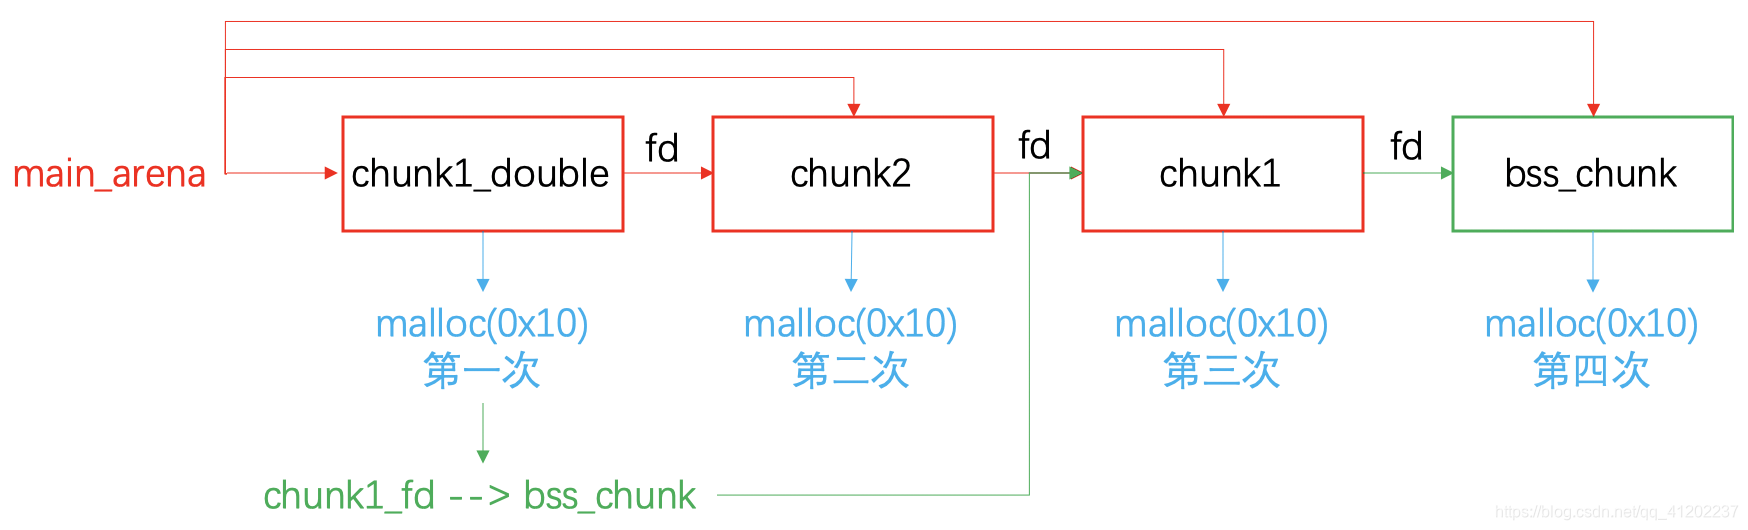 fd
fd
fd
main_arena
chunk1_double
chunk2
chunk1
bss_chunk
malloc(0x10)
第一次
malloc(0x10)
第二次
malloc(0x10)
第三次
malloc(0x10)
第四次
chunk1_fd --> bss_chunk
https://blog.csdn.net/qq_41202237